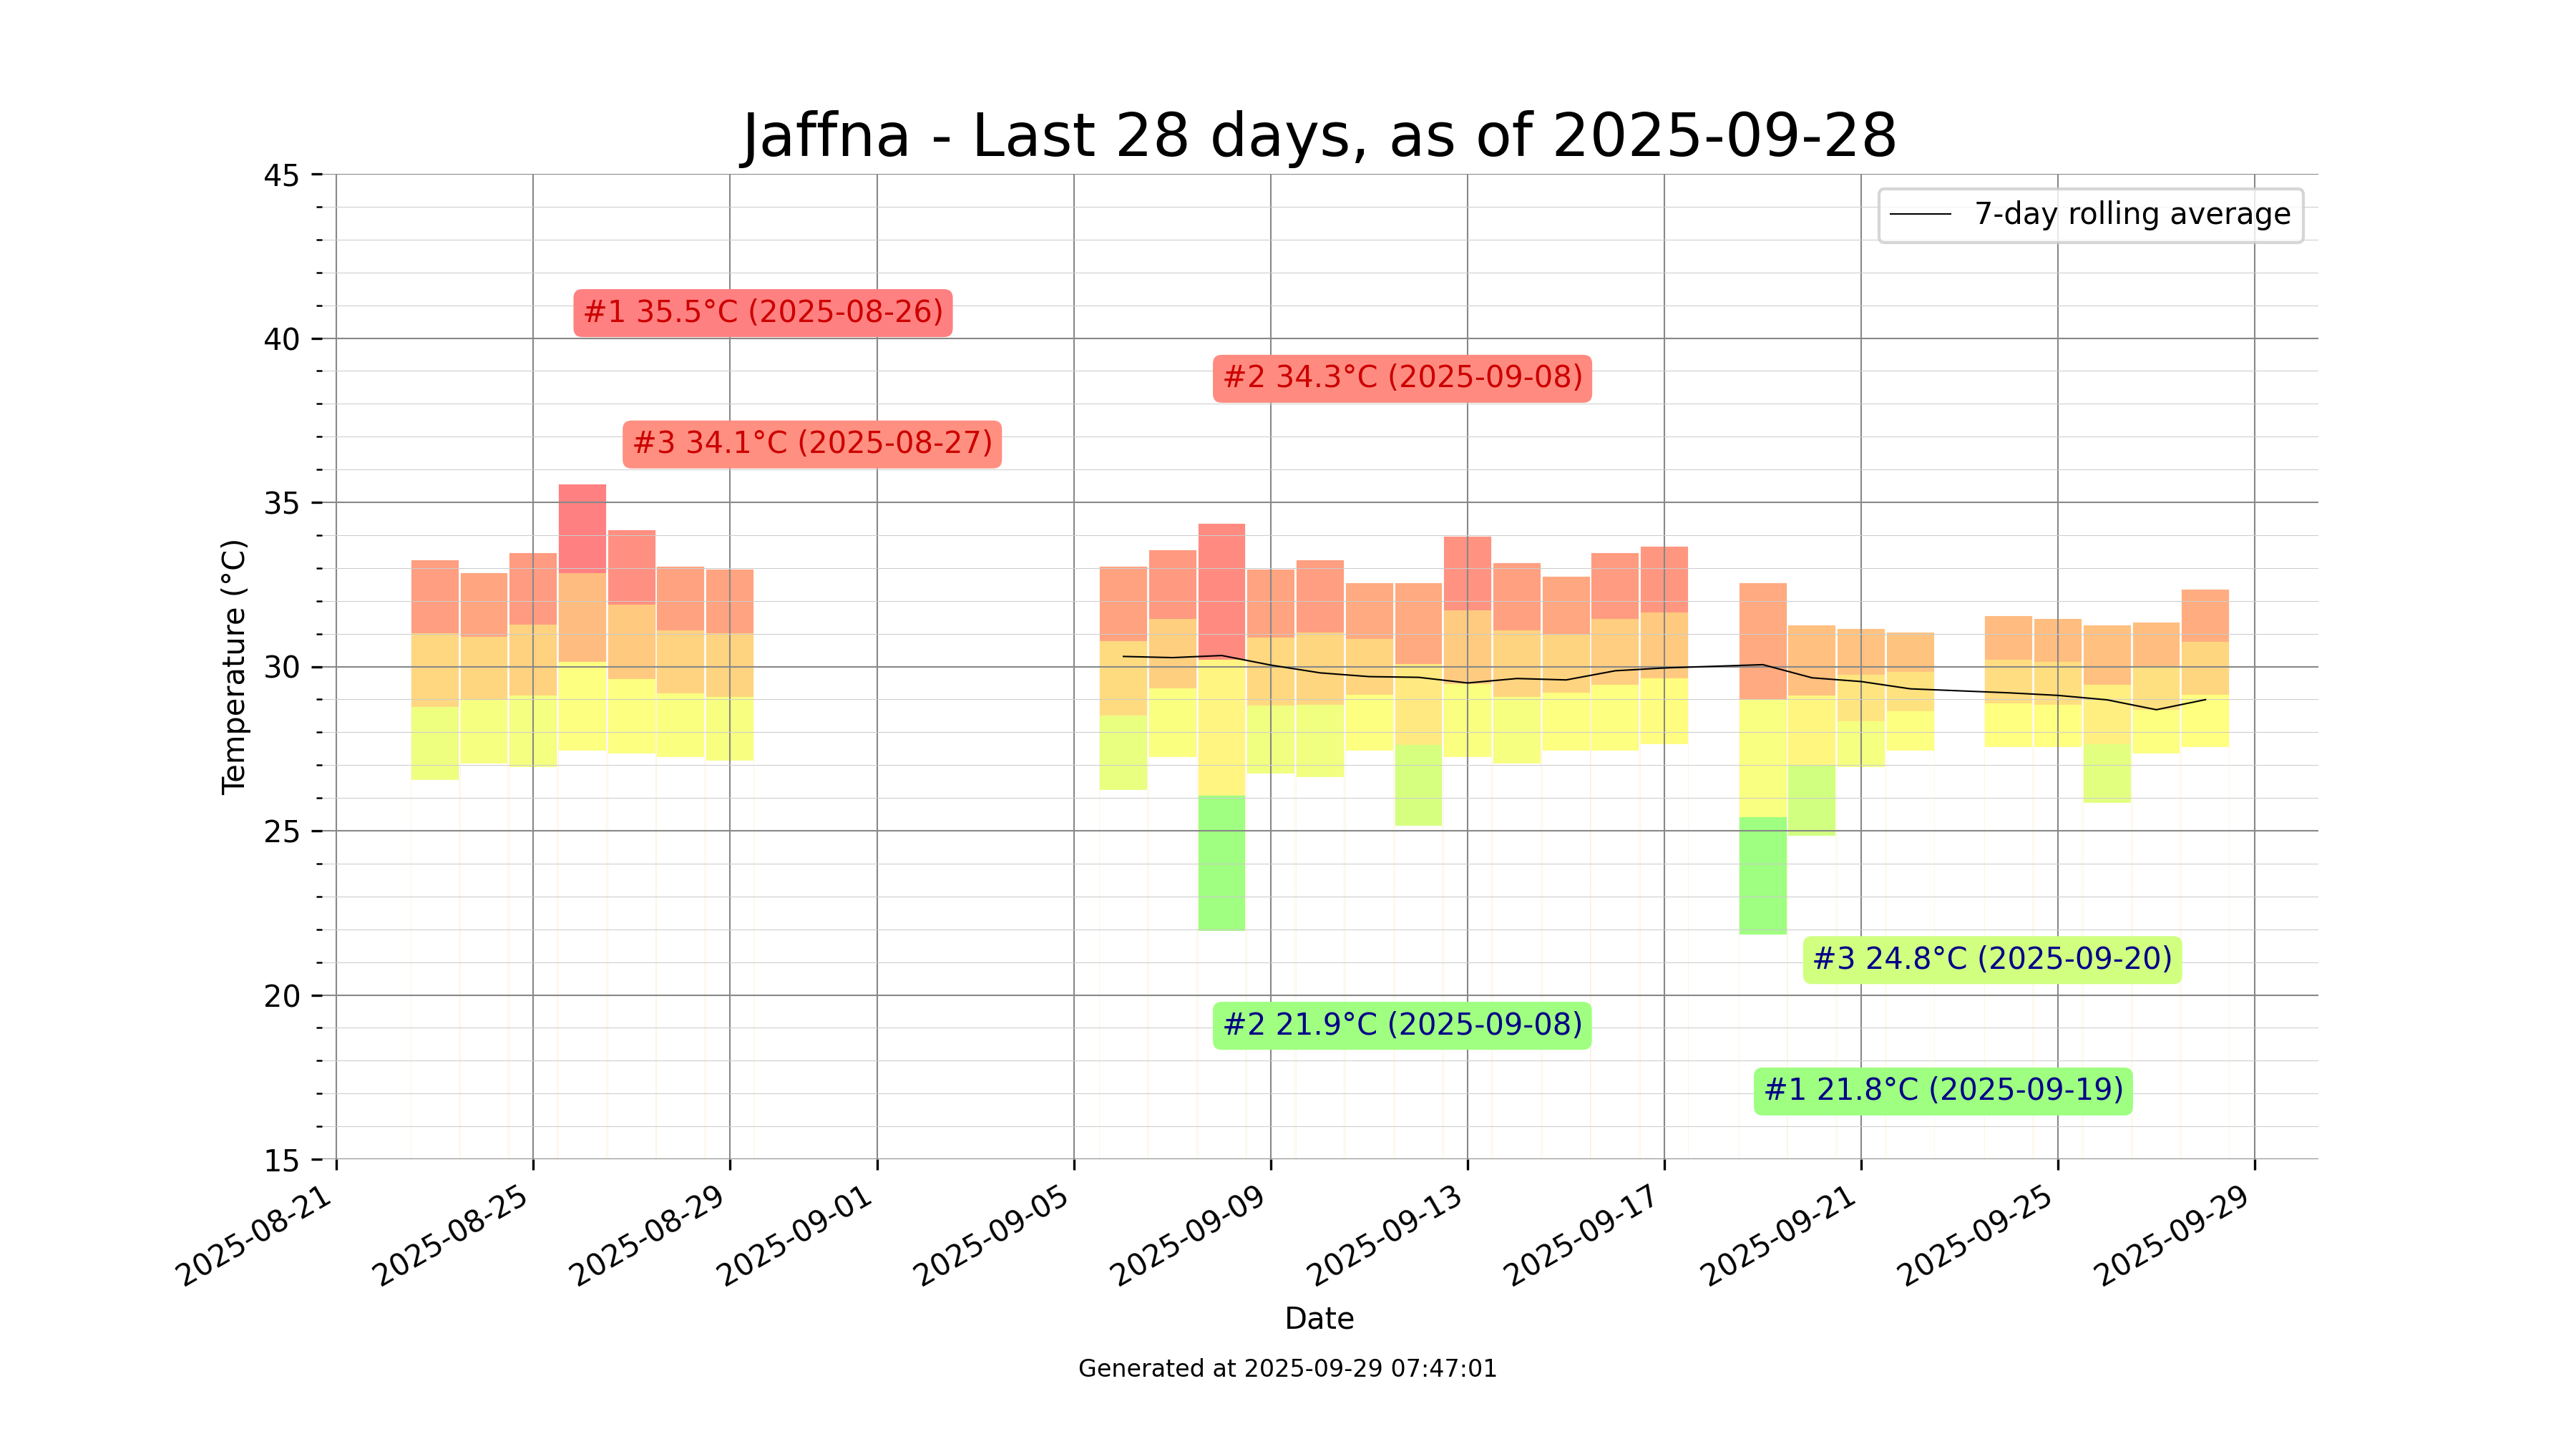 Jaffna - Last 28 days, as of 2025-09-28
7-day rolling average
#1 35.5°C (2025-08-26)
#2 34.3°C (2025-09-08)
#3 34.1°C (2025-08-27)
#3 24.8°C (2025-09-20)
#2 21.9°C (2025-09-08)
#1 21.8°C (2025-09-19)
Temperature (°C)
45
40
35
30
25
20
15
2025-08-21
2025-08-25
2025-08-29
2025-09-01
2025-09-05
2025-09-09
2025-09-13
2025-09-17
2025-09-21
2025-09-25
2025-09-29
Date
Generated at 2025-09-29 07:47:01